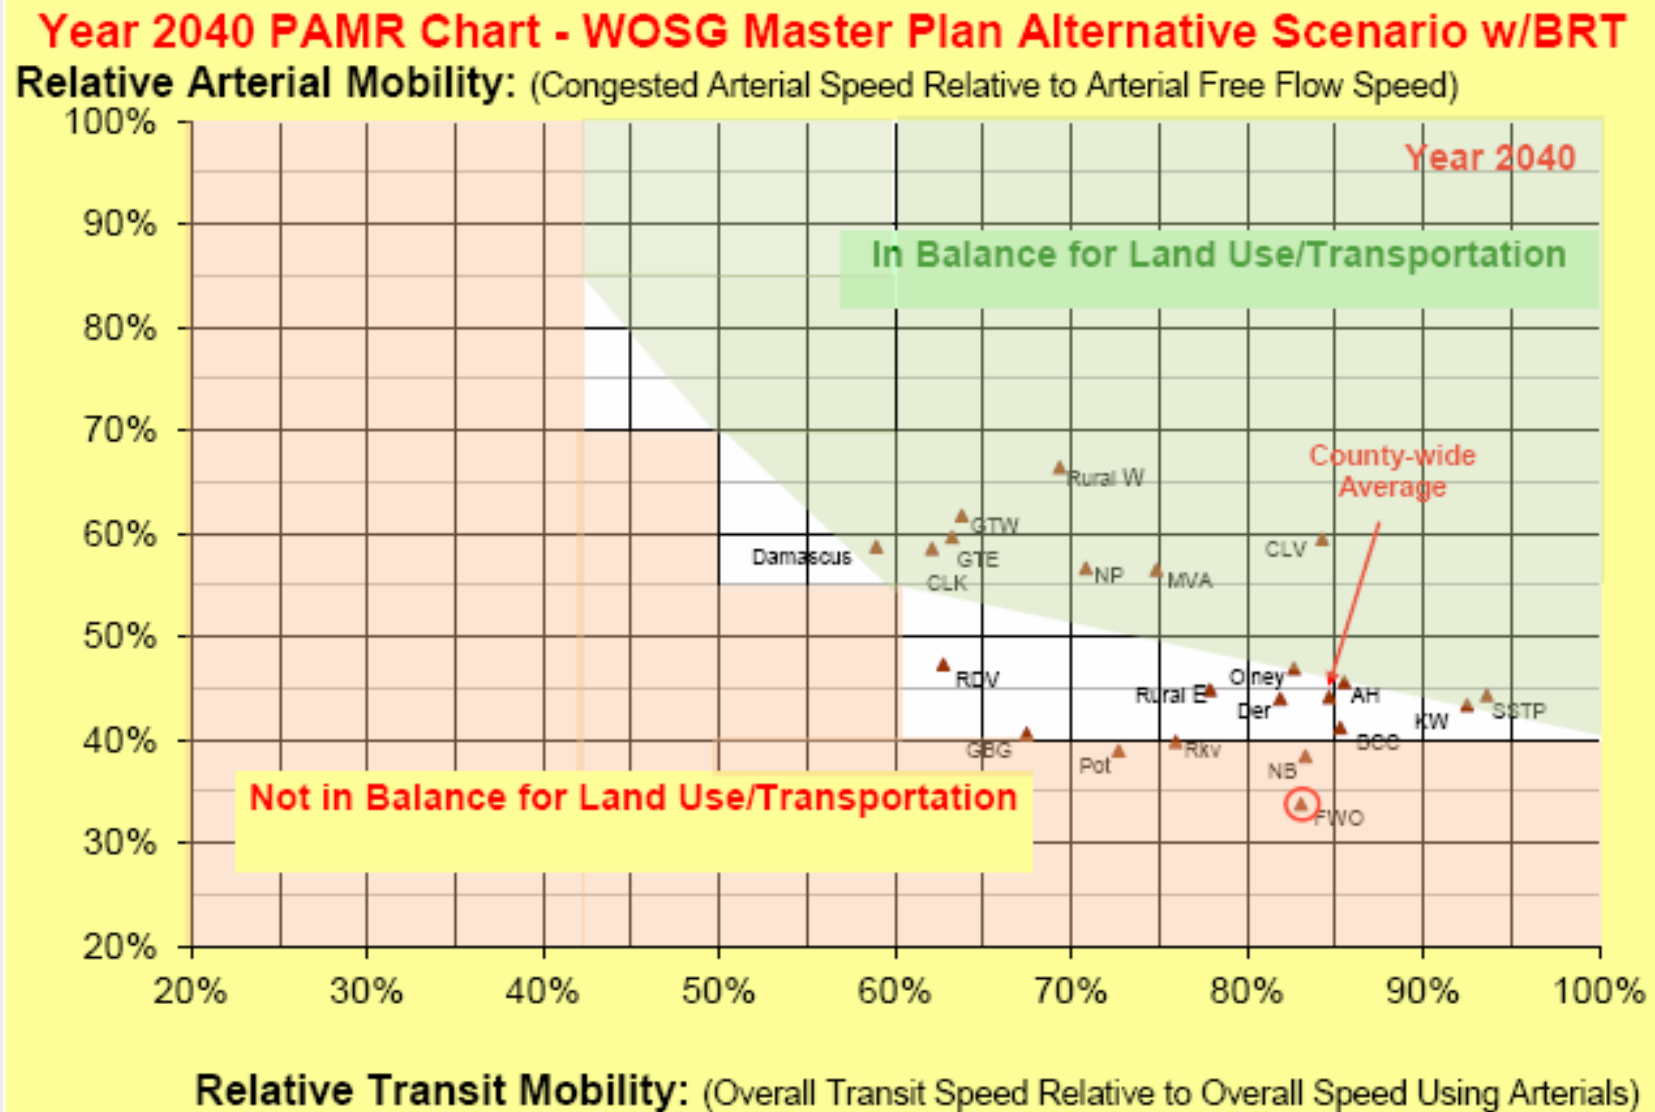 Year 2040 PAMR Chart - WOSG Master Plan Alternative Scenario w/BRT
Relative Arterial Mobility: (Congested Arterial Speed Relative to Arterial Free Flow Speed)
100%
90%
80%
70%
60%
50%
40%
30%
20%
Year 2040
In Balance for Land Use/Transportation
County-wide
Average
Rural W
GTW
GTE
CLK
Damascus
NP
MVA
CLV
RDV
Rural E
Olney
Der
AH
KW
SSTP
BCC
GBG
Pot
Rkv
NB
FWO
Not in Balance for Land Use/Transportation
20%
30%
40%
50%
60%
70%
80%
90%
100%
Relative Transit Mobility: (Overall Transit Speed Relative to Overall Speed Using Arterials)